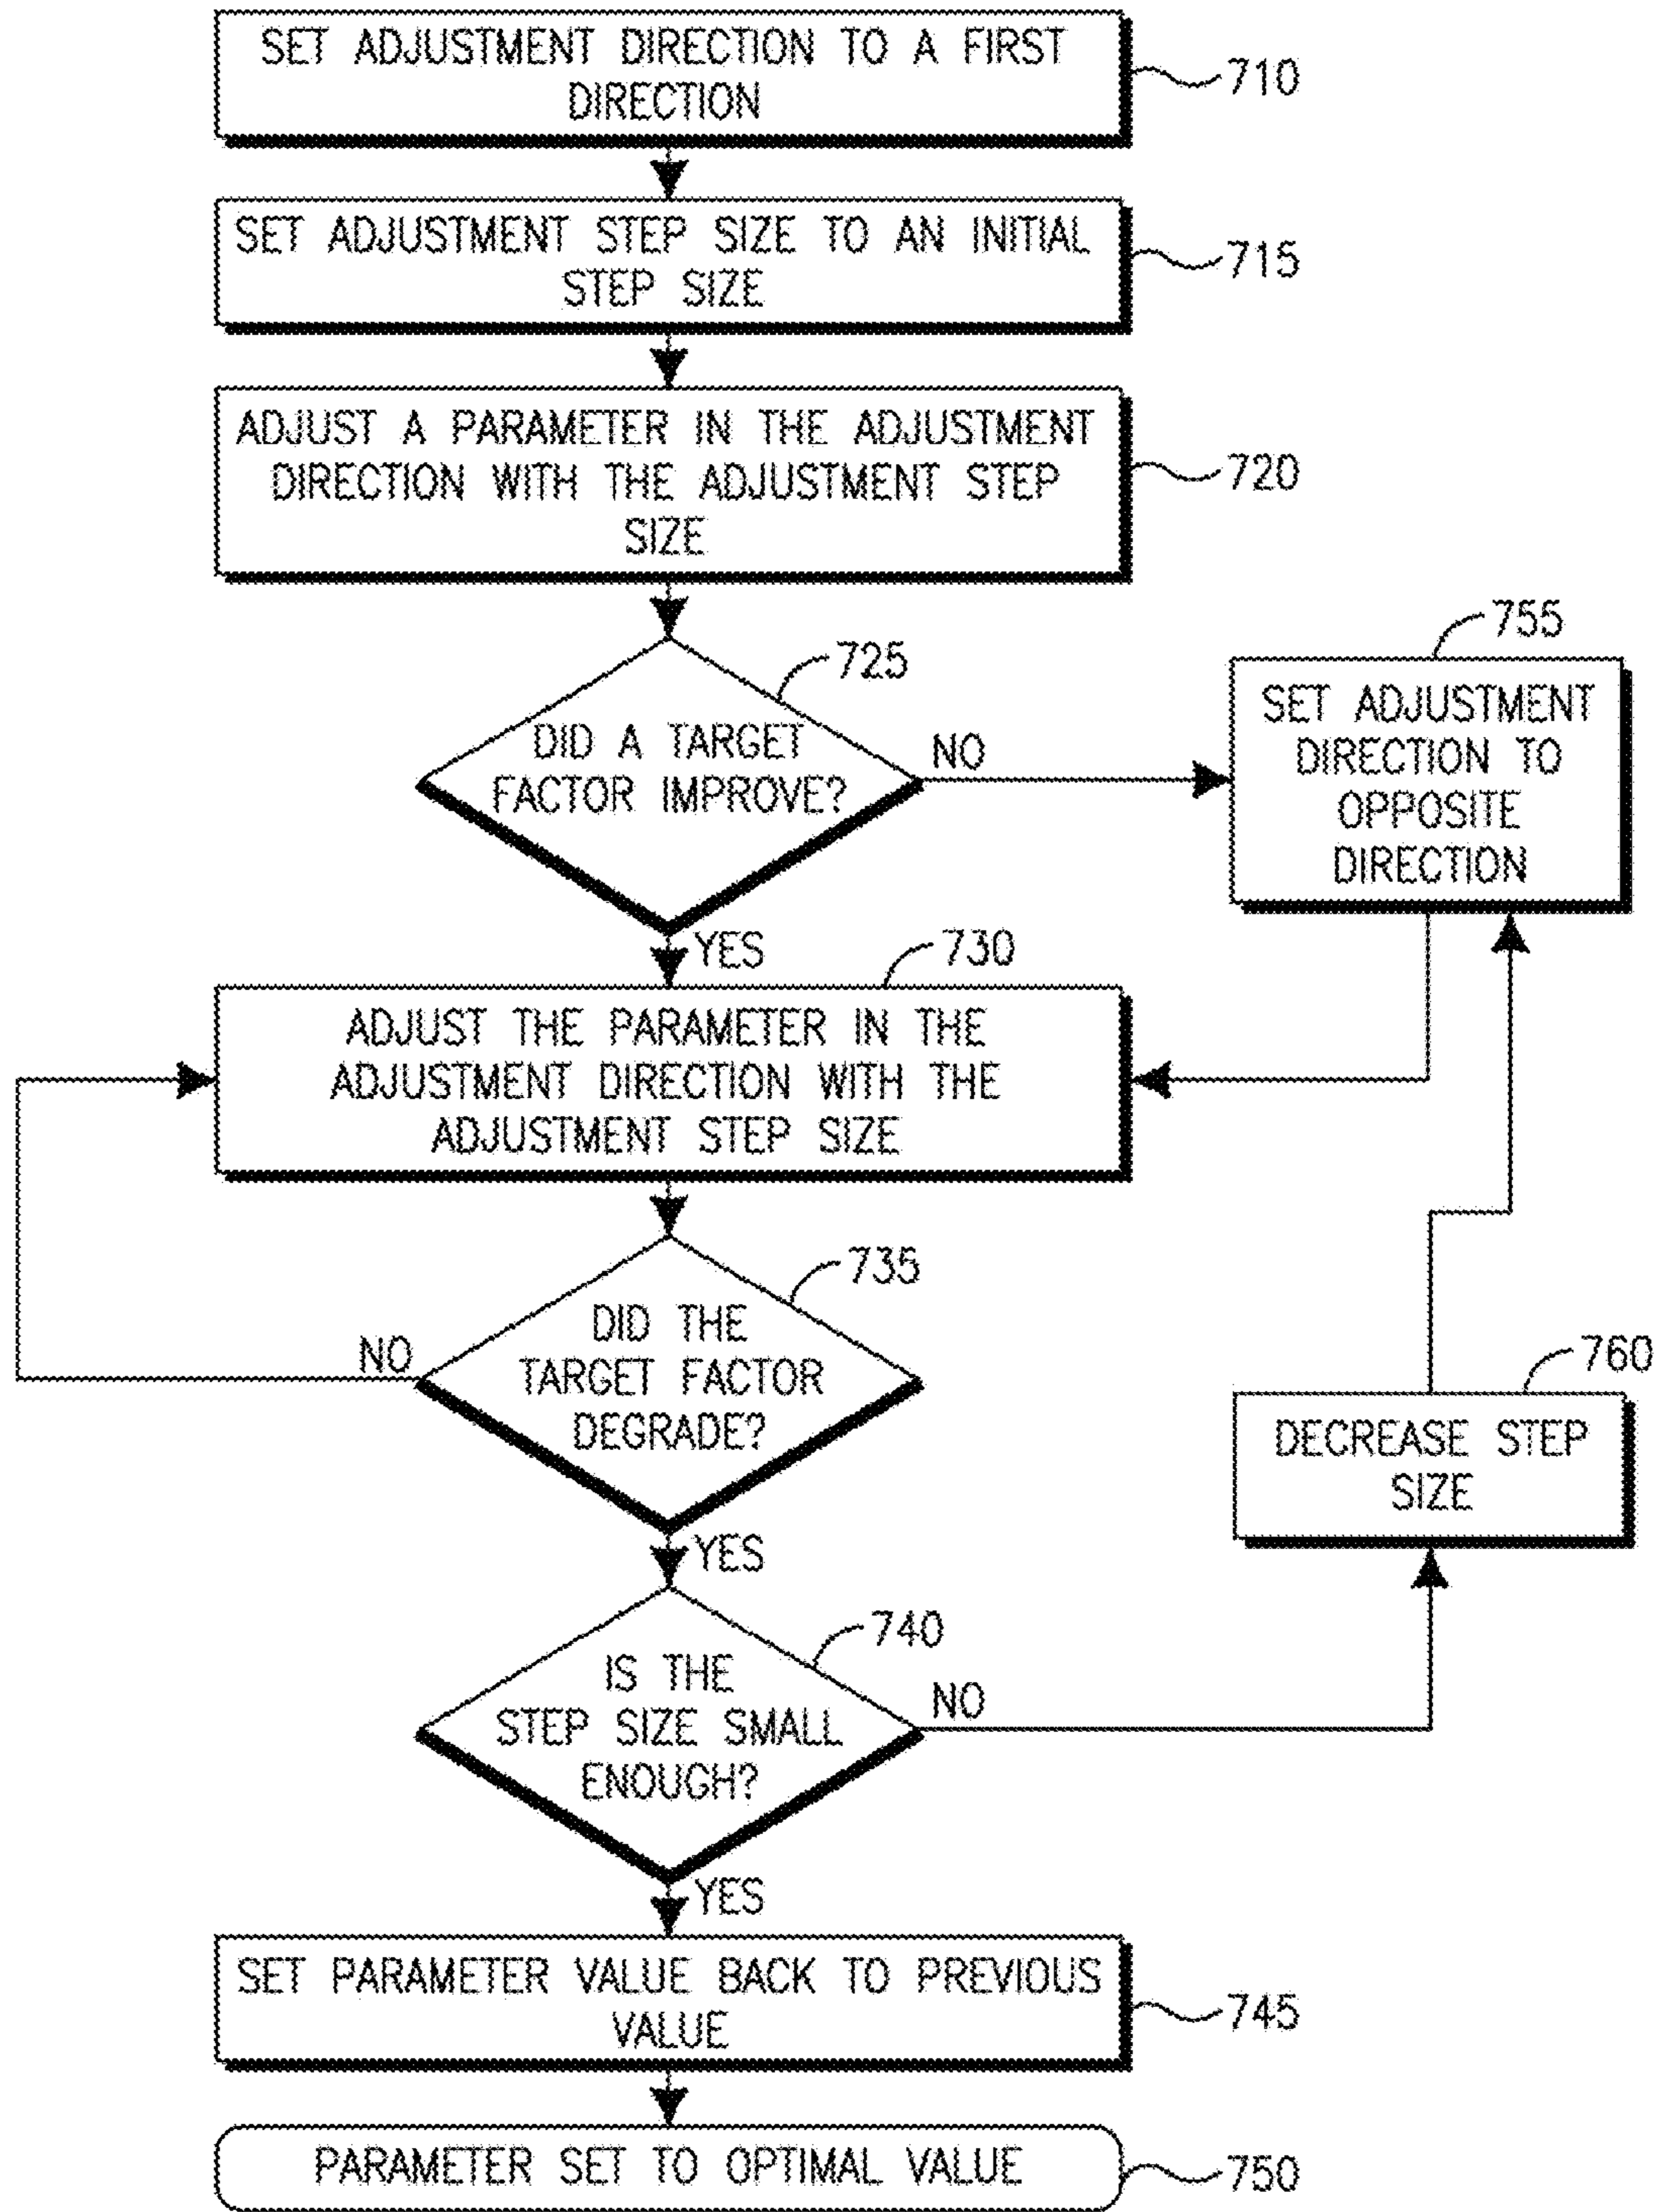 SET ADJUSTMENT DIRECTION TO A FIRST
DIRECTION
710
SET ADJUSTMENT STEP SIZE TO AN INITIAL
STEP SIZE
715
ADJUST A PARAMETER IN THE ADJUSTMENT
DIRECTION WITH THE ADJUSTMENT STEP
SIZE
720
725
DID A TARGET
FACTOR IMPROVE?
NO
755
SET ADJUSTMENT
DIRECTION TO
OPPOSITE
DIRECTION
YES
730
ADJUST THE PARAMETER IN THE
ADJUSTMENT DIRECTION WITH THE
ADJUSTMENT STEP SIZE
735
DID THE
TARGET FACTOR
DEGRADE?
NO
760
DECREASE STEP
SIZE
YES
740
IS THE
STEP SIZE SMALL
ENOUGH?
NO
YES
SET PARAMETER VALUE BACK TO PREVIOUS
VALUE
745
PARAMETER SET TO OPTIMAL VALUE
750